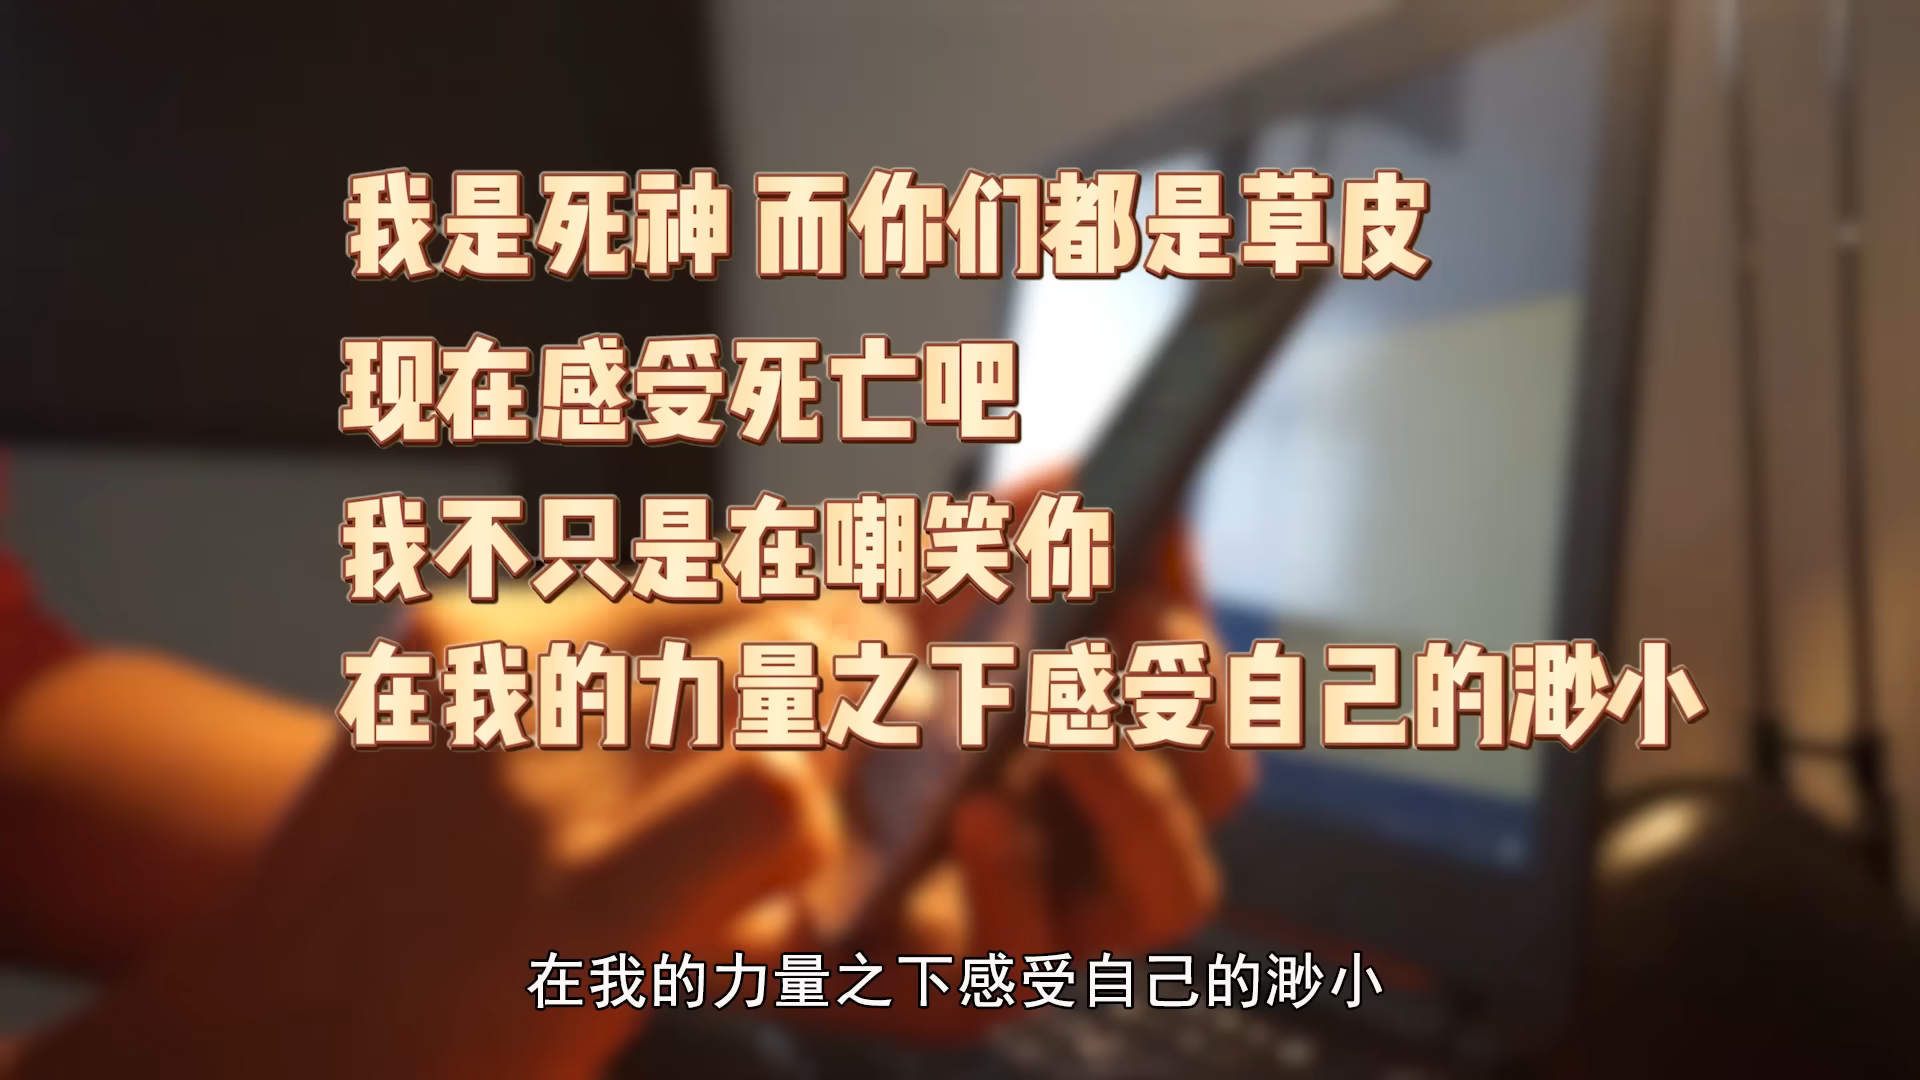 我是死神 而你们都是草皮
现在感受死亡吧
我不只是在嘲笑你
在我的力量之下感受自己的渺小
在我的力量之下感受自己的渺小